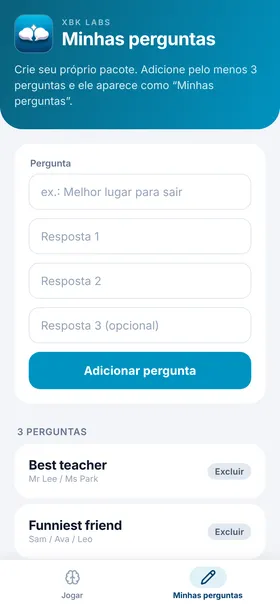 XBK LABS
Minhas perguntas
Crie seu próprio pacote. Adicione pelo menos 3
perguntas e ele aparece como “Minhas
perguntas”.
Pergunta
ex.: Melhor lugar para sair
Resposta 1
Resposta 2
Resposta 3 (opcional)
Adicionar pergunta
3 PERGUNTAS
Best teacher
Mr Lee / Ms Park
Excluir
Funniest friend
Sam / Ava / Leo
Excluir
Jogar
Minhas perguntas